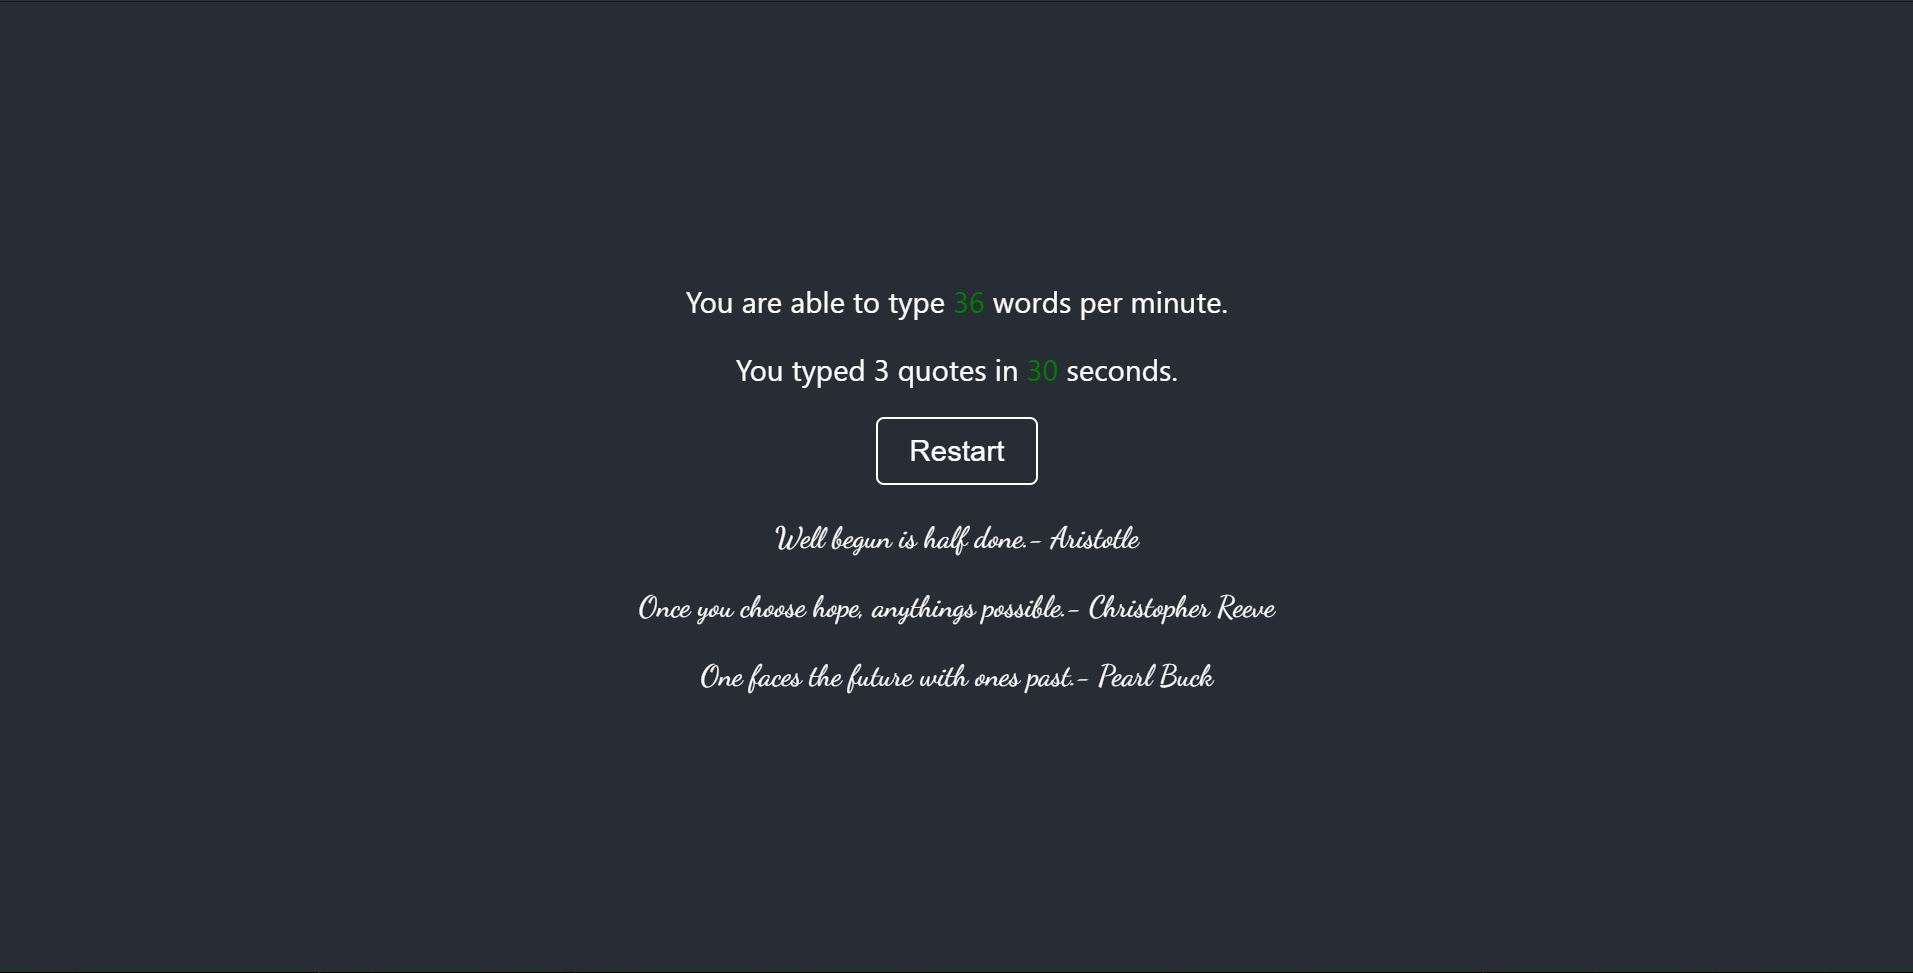 You are able to type 36 words per minute.
You typed 3 quotes in 30 seconds.
Restart
Well begun is half done.- Aristotle
Once you choose hope, anythings possible.- Christopher Reeve
One faces the future with ones past.- Pearl Buck